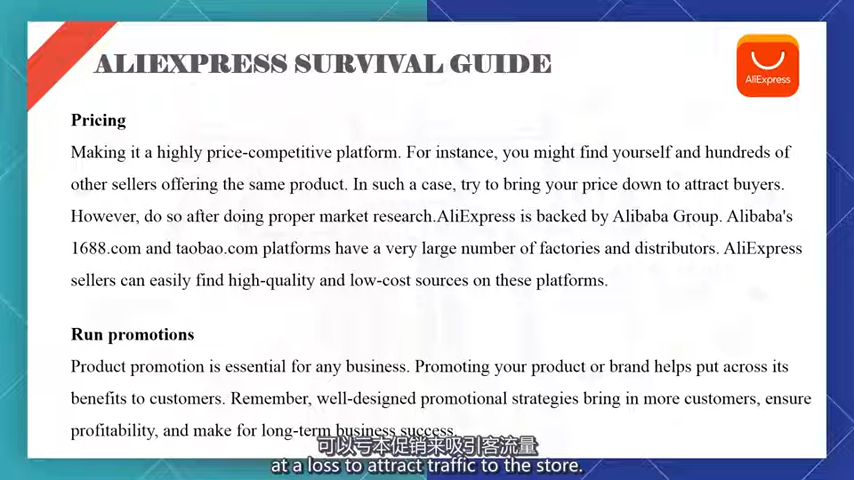 ALIEXPRESS SURVIVAL GUIDE
AliExpress
Pricing
Making it a highly price-competitive platform. For instance, you might find yourself and hundreds of
other sellers offering the same product. In such a case, try to bring your price down to attract buyers.
However, do so after doing proper market research.AliExpress is backed by Alibaba Group. Alibaba's
1688.com and taobao.com platforms have a very large number of factories and distributors. AliExpress
sellers can easily find high-quality and low-cost sources on these platforms.
Run promotions
Product promotion is essential for any business. Promoting your product or brand helps put across its
benefits to customers. Remember, well-designed promotional strategies bring in more customers, ensure
profitability, and make for long-term business success.
可以亏本促销来吸引客流量
at a loss to attract traffic to the store.